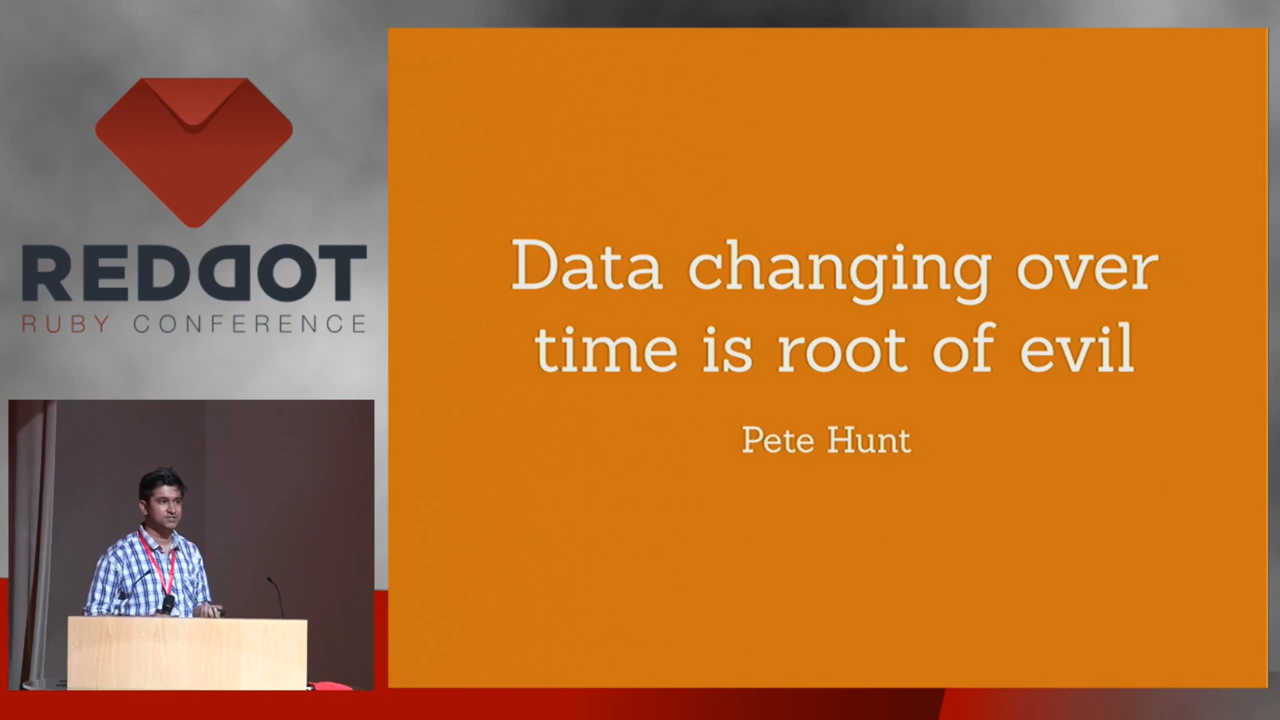 REDDOT
RUBY CONFERENCE
Data changing over
time is root of evil
Pete Hunt